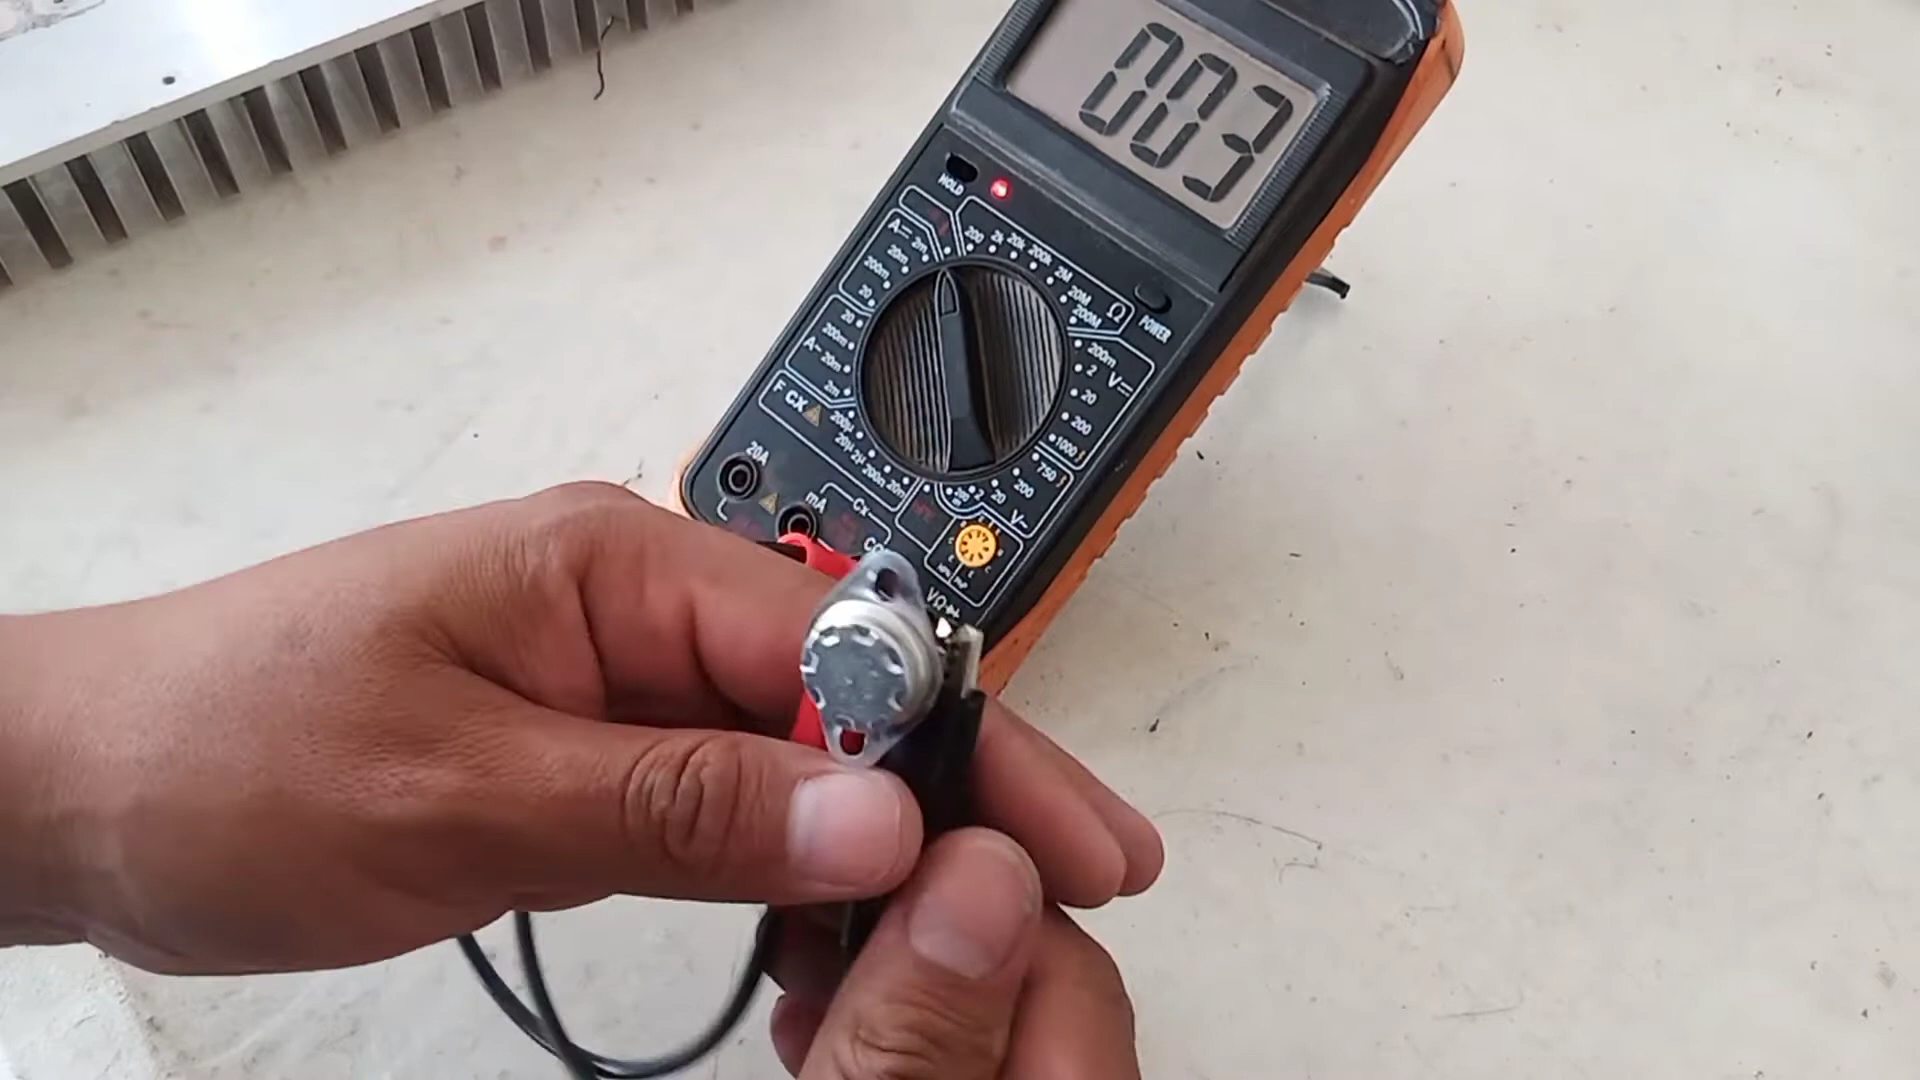 003
HOLD
POWER
200 2k 20k 200k 2M 20M 200M Ω
A⎓ 2m 20m 200m 20
A~ 20 200m 20m 2m
F CX 200µ 20µ 2µ 200n 20n
200m 2 20 200 1000 V⎓
750 200 20 2 V~
20A
mA
Cx
VΩ